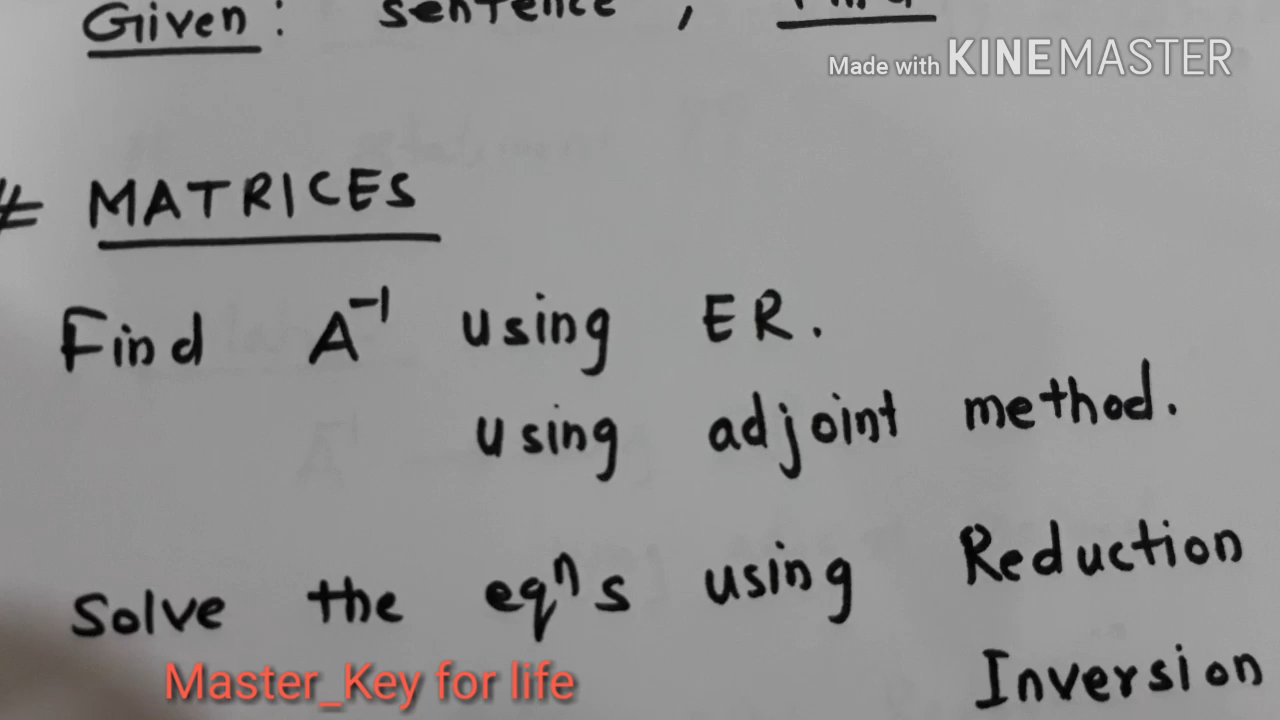 Given: sentence ,
Made with KINEMASTER
# MATRICES
Find A⁻¹ using ER.
using adjoint method.
Solve the eqⁿs using Reduction
Inversion
Master_Key for life